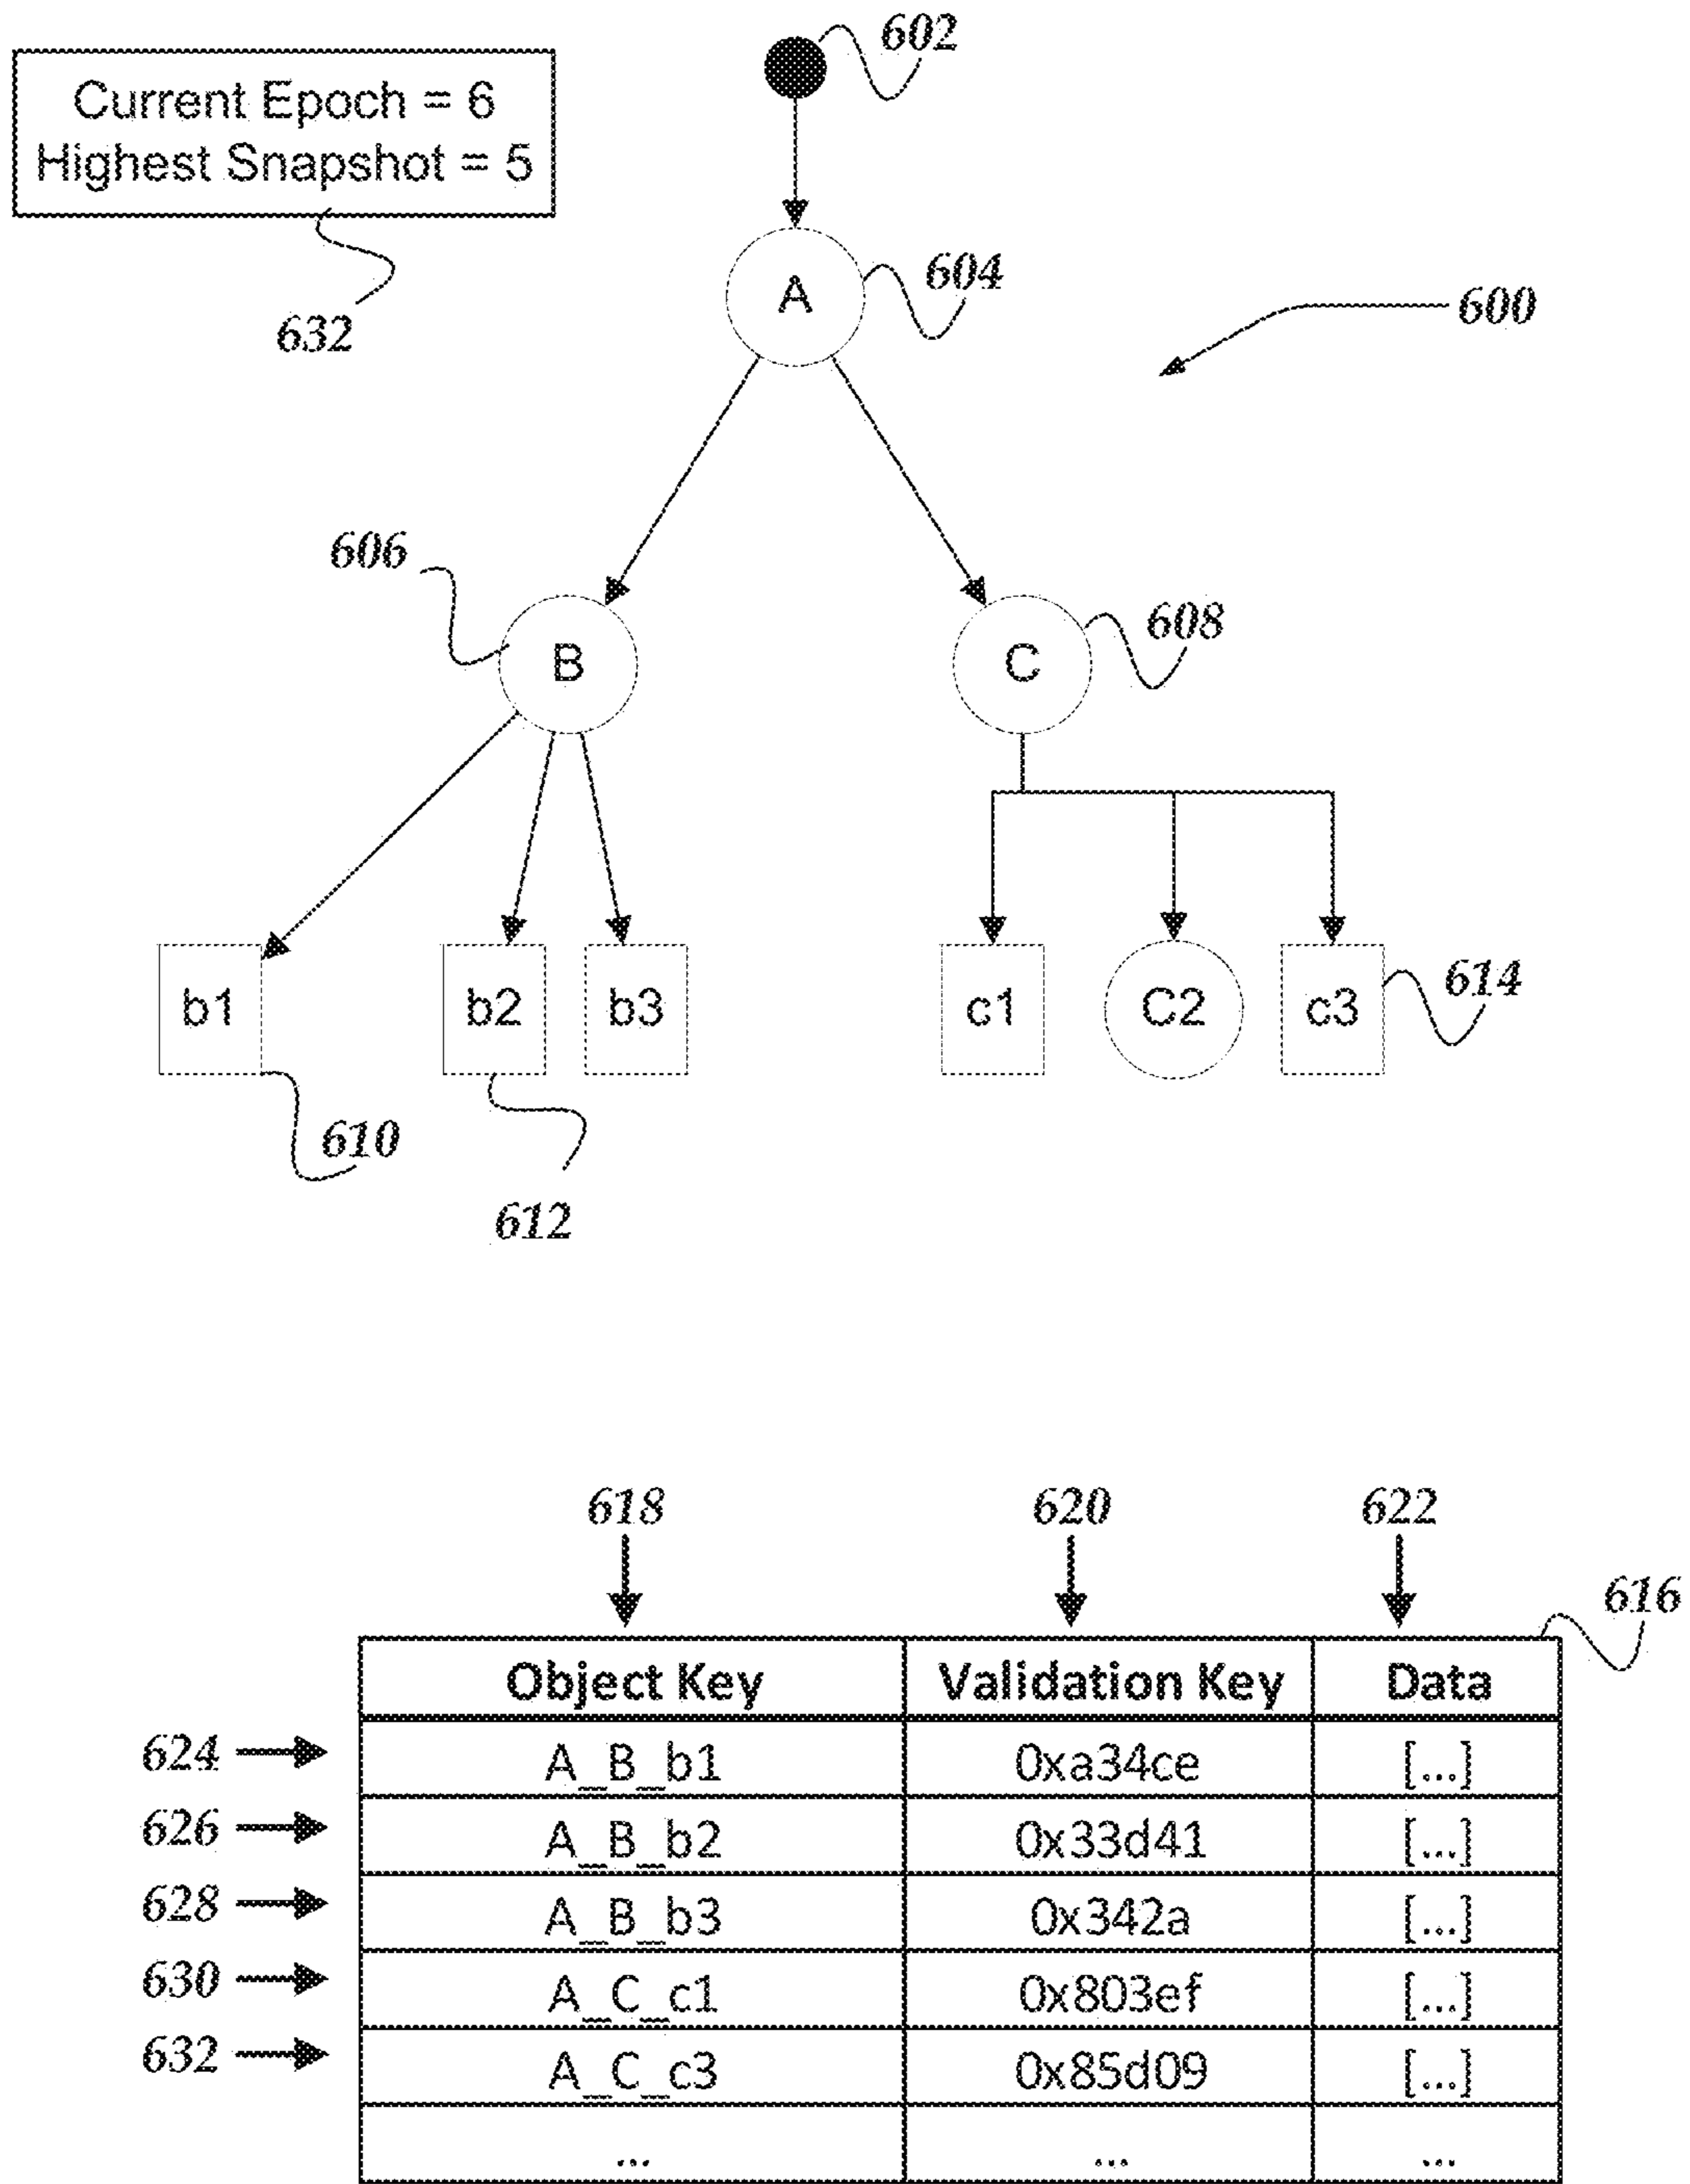 602
Current Epoch = 6
Highest Snapshot = 5
632
A
604
600
606
B
C
608
b1
b2
b3
c1
C2
c3
614
610
612
618 620 622
616
Object Key Validation Key Data
624 A_B_b1 0xa34ce [...]
626 A_B_b2 0x33d41 [...]
628 A_B_b3 0x342a [...]
630 A_C_c1 0x803ef [...]
632 A_C_c3 0x85d09 [...]
... ... ...